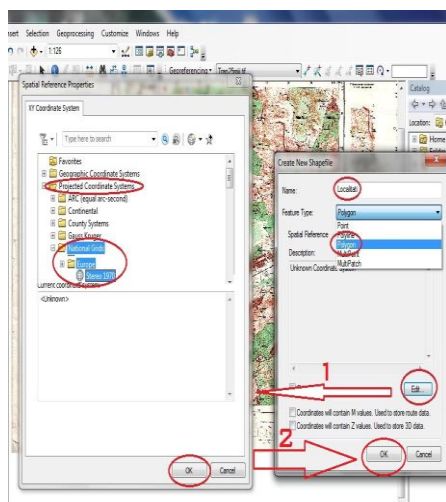 nsert Selection Geoprocessing Customize Windows Help
1:126
Georeferencing
Catalog
Location:
Home
Spatial Reference Properties
XY Coordinate System
Type here to search
Favorites
Geographic Coordinate Systems
Projected Coordinate Systems
ARC (equal arc-second)
Continental
County Systems
Gauss Kruger
National Grids
Europe
Stereo 1970
Current coordinate system:
<Unknown>
OK Cancel
Create New Shapefile
Name: Localitati
Feature Type: Polygon
Point
Polyline
Polygon
MultiPoint
MultiPatch
Spatial Reference
Description:
Unknown Coordinate System
1
Edit...
Coordinates will contain M values. Used to store route data.
Coordinates will contain Z values. Used to store 3D data.
2
OK Cancel